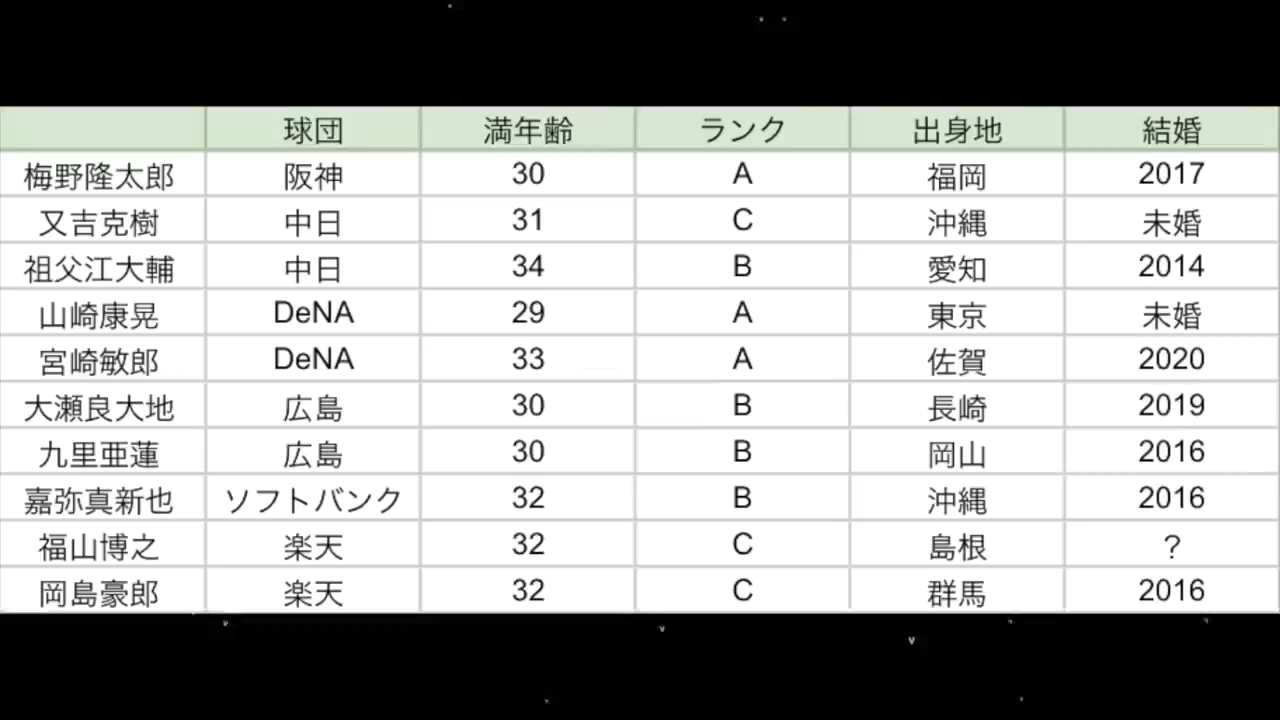 球団 満年齢 ランク 出身地 結婚
梅野隆太郎 阪神 30 A 福岡 2017
又吉克樹 中日 31 C 沖縄 未婚
祖父江大輔 中日 34 B 愛知 2014
山崎康晃 DeNA 29 A 東京 未婚
宮崎敏郎 DeNA 33 A 佐賀 2020
大瀬良大地 広島 30 B 長崎 2019
九里亜蓮 広島 30 B 岡山 2016
嘉弥真新也 ソフトバンク 32 B 沖縄 2016
福山博之 楽天 32 C 島根 ？
岡島豪郎 楽天 32 C 群馬 2016